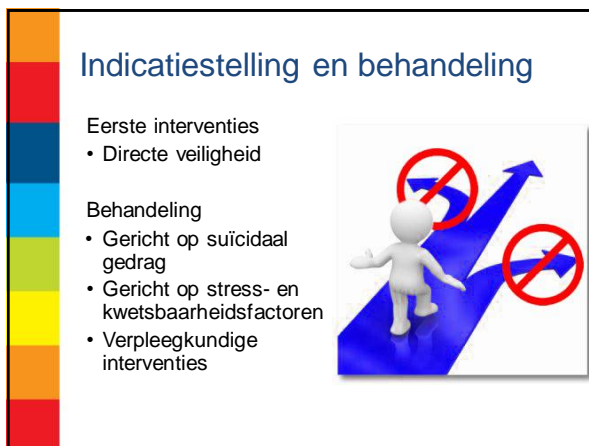 Indicatiestelling en behandeling
Eerste interventies
• Directe veiligheid
Behandeling
• Gericht op suïcidaal
gedrag
• Gericht op stress- en
kwetsbaarheidsfactoren
• Verpleegkundige
interventies